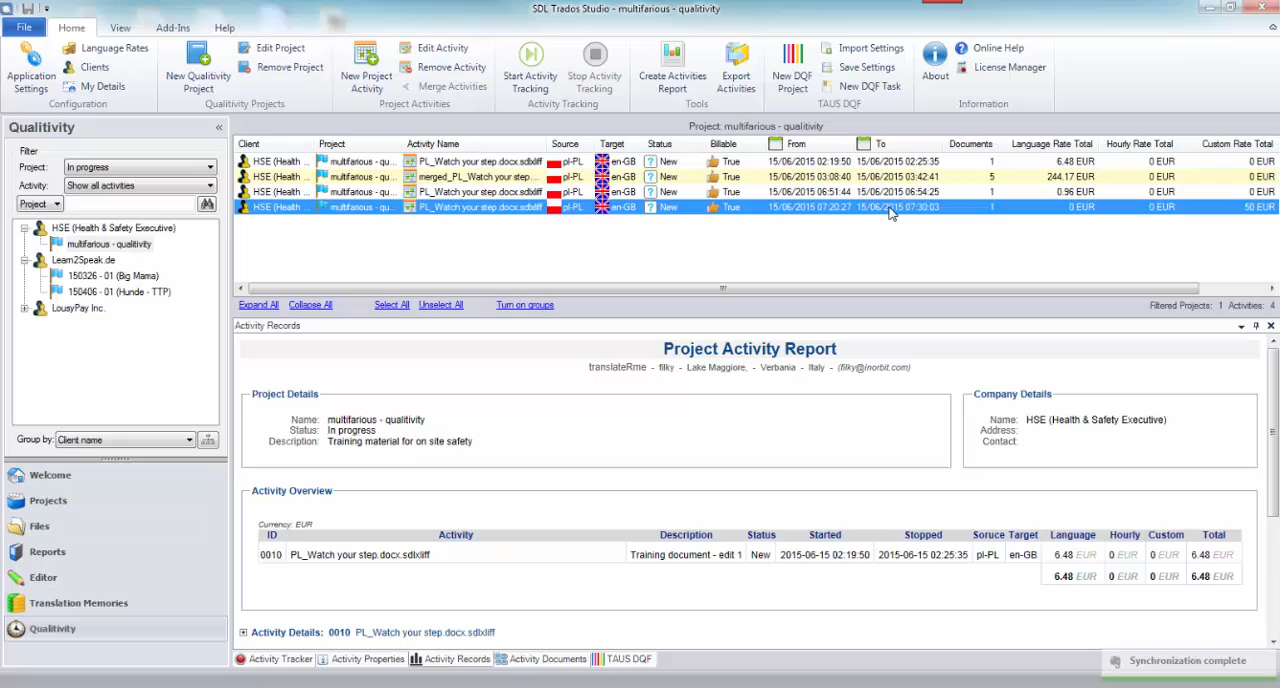 SDL Trados Studio - multifarious - qualitivity
File Home View Add-Ins Help
Application Settings
Language Rates
Clients
My Details
Configuration
New Qualitivity Project
Edit Project
Remove Project
Qualitivity Projects
New Project Activity
Edit Activity
Remove Activity
Merge Activities
Project Activities
Start Activity Tracking
Stop Activity Tracking
Activity Tracking
Create Activities Report
Export Activities
Tools
New DQF Project
Import Settings
Save Settings
New DQF Task
TAUS DQF
About
Online Help
License Manager
Information
Qualitivity «
Filter
Project: In progress
Activity: Show all activities
Project
HSE (Health & Safety Executive)
multifarious - qualitivity
Learn2Speak.de
150326 - 01 (Big Mama)
150406 - 01 (Hunde - TTP)
LousyPay Inc.
Group by: Client name
Welcome
Projects
Files
Reports
Editor
Translation Memories
Qualitivity
Project: multifarious - qualitivity
Client Project Activity Name Source Target Status Billable From To Documents Language Rate Total Hourly Rate Total Custom Rate Total
HSE (Health ... multifarious - qu... PL_Watch your step.docx.sdlxliff pl-PL en-GB New True 15/06/2015 02:19:50 15/06/2015 02:25:35 1 6.48 EUR 0 EUR 0 EUR
HSE (Health ... multifarious - qu... merged_PL_Watch your step.... pl-PL en-GB New True 15/06/2015 03:08:40 15/06/2015 03:42:41 5 244.17 EUR 0 EUR 0 EUR
HSE (Health ... multifarious - qu... PL_Watch your step.docx.sdlxliff pl-PL en-GB New True 15/06/2015 06:51:44 15/06/2015 06:54:25 1 0.96 EUR 0 EUR 0 EUR
HSE (Health ... multifarious - qu... PL_Watch your step.docx.sdlxliff pl-PL en-GB New True 15/06/2015 07:20:27 15/06/2015 07:30:03 1 0 EUR 0 EUR 50 EUR
Expand All Collapse All Select All Unselect All Turn on groups Filtered Projects: 1 Activities: 4
Activity Records
Project Activity Report
translateRme - filky - Lake Maggiore, - Verbania - Italy - (filky@inorbit.com)
Project Details
Name: multifarious - qualitivity
Status: In progress
Description: Training material for on site safety
Company Details
Name: HSE (Health & Safety Executive)
Address:
Contact:
Activity Overview
Currency: EUR
ID Activity Description Status Started Stopped Soruce Target Language Hourly Custom Total
0010 PL_Watch your step.docx.sdlxliff Training document - edit 1 New 2015-06-15 02:19:50 2015-06-15 02:25:35 pl-PL en-GB 6.48 EUR 0 EUR 0 EUR 6.48 EUR
6.48 EUR 0 EUR 0 EUR 6.48 EUR
Activity Details: 0010 PL_Watch your step.docx.sdlxliff
Activity Tracker Activity Properties Activity Records Activity Documents TAUS DQF
Synchronization complete